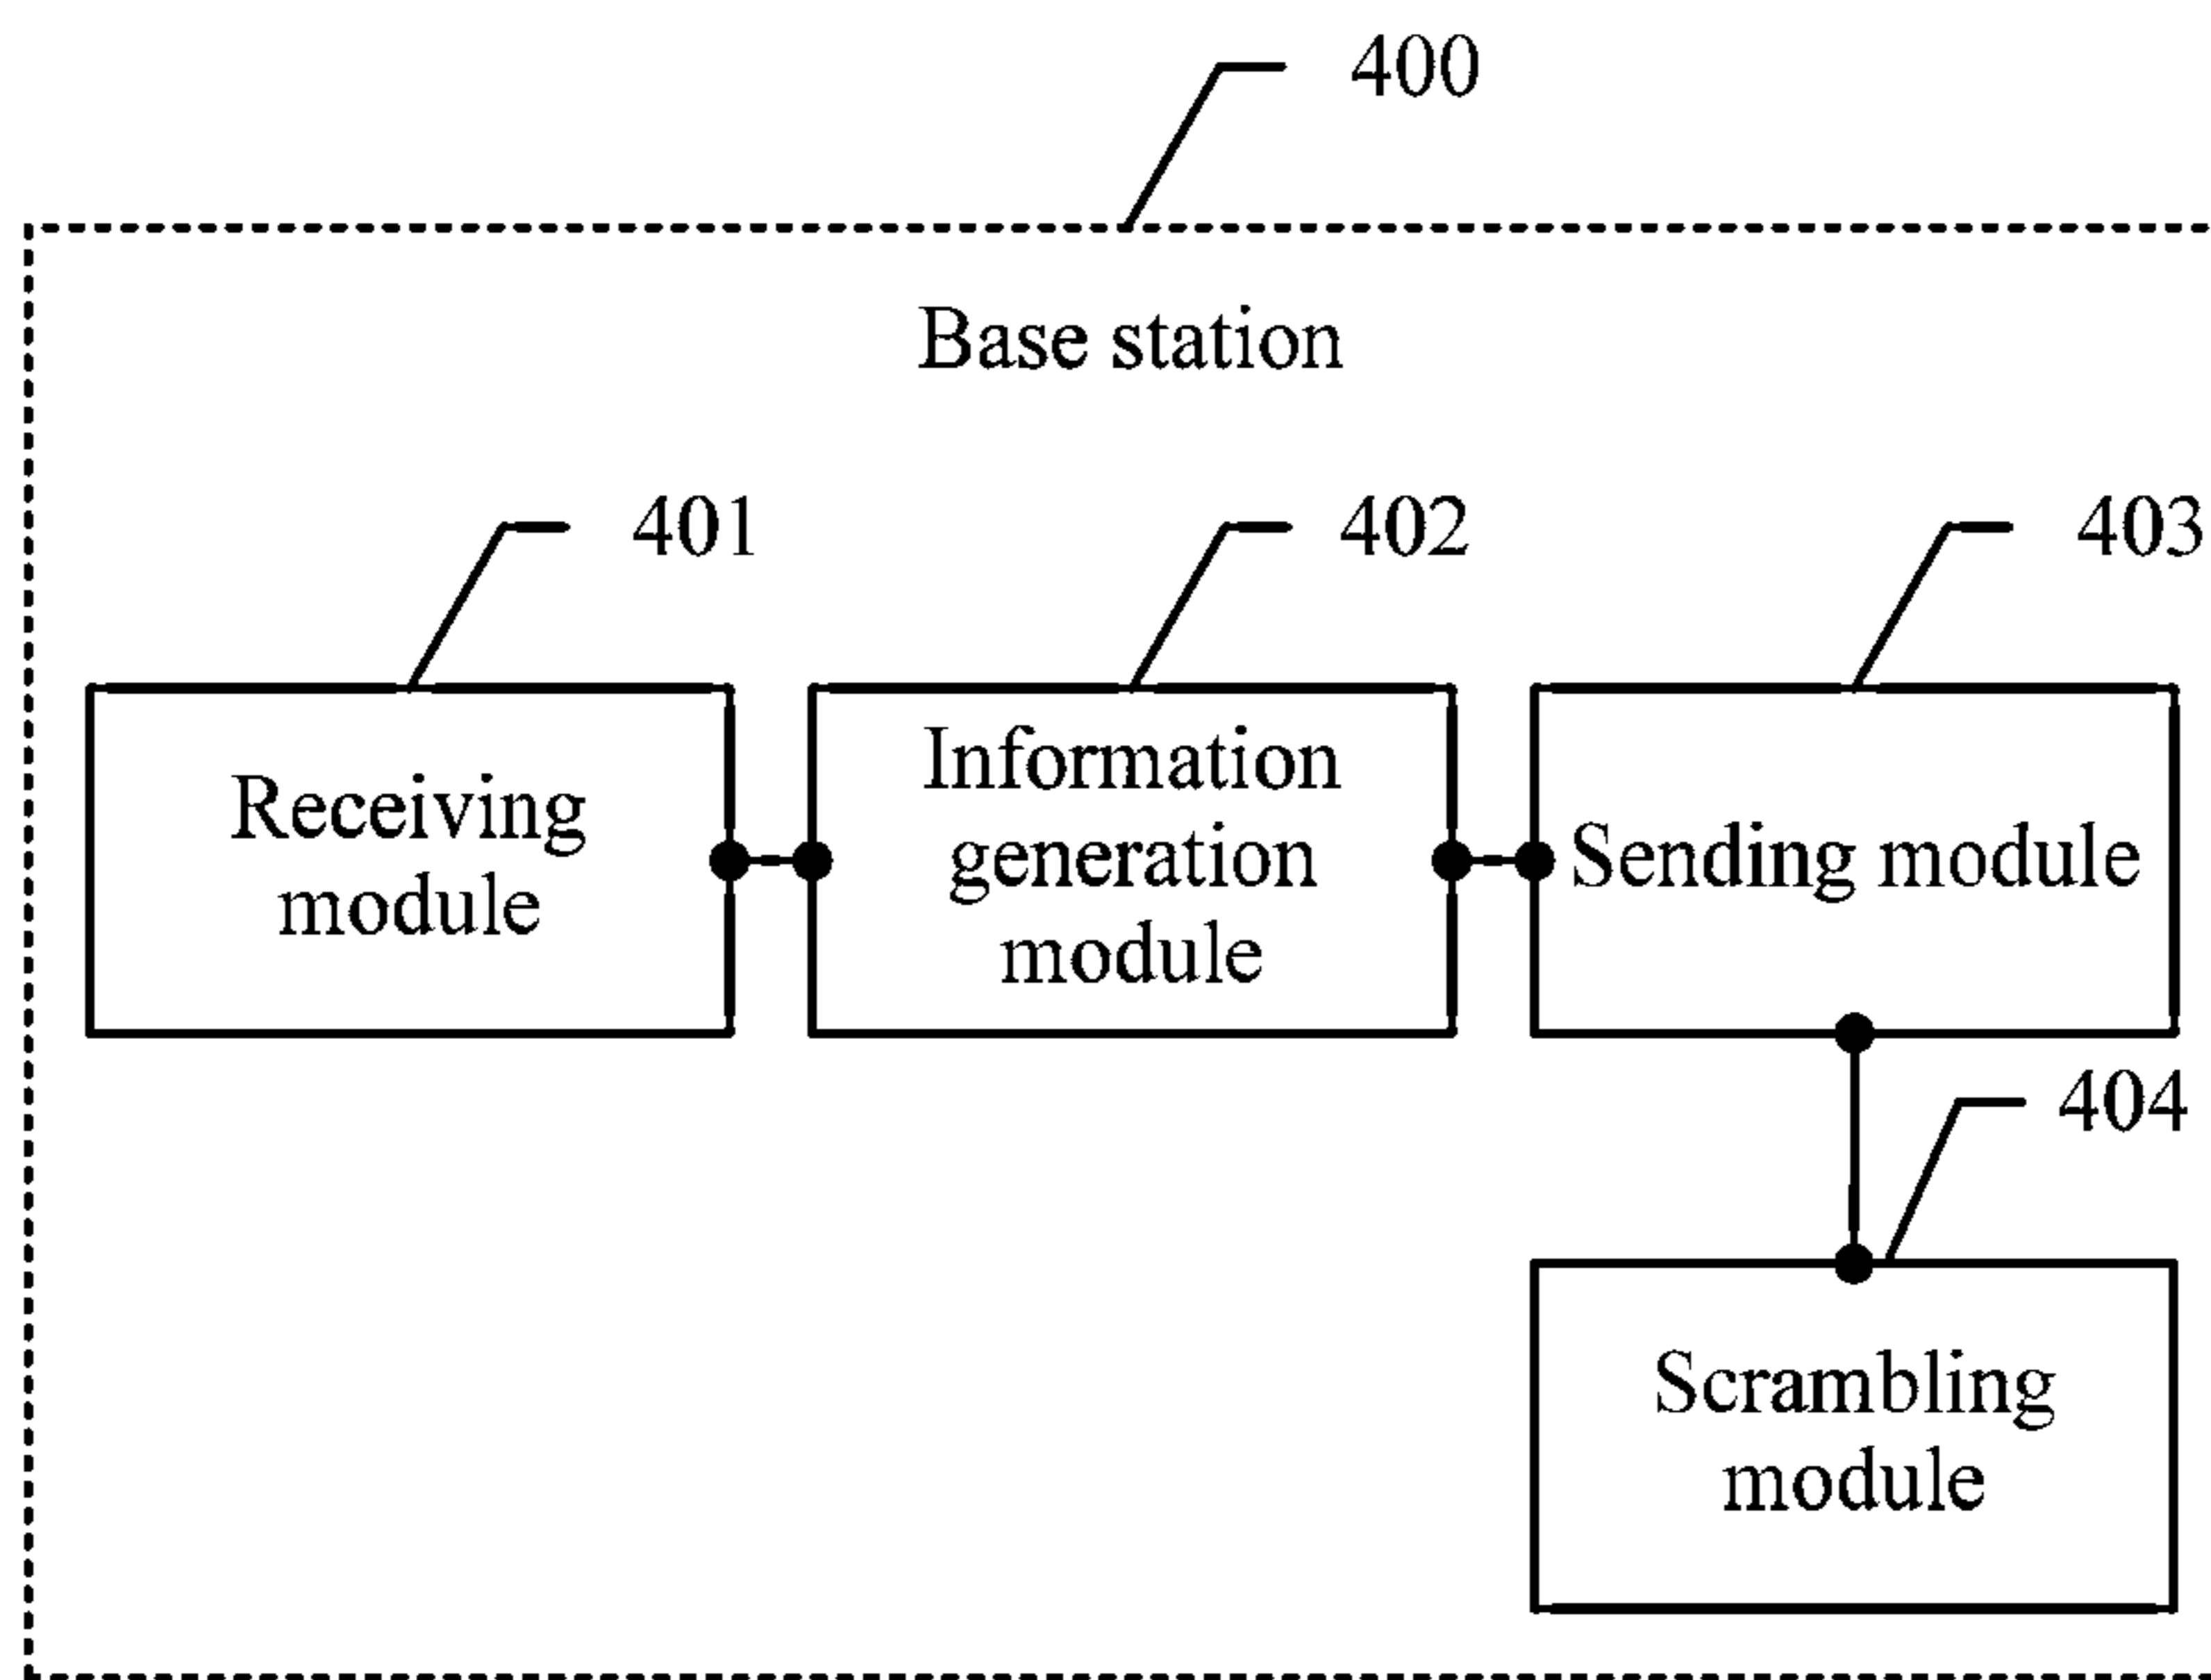 400
Base station
401
402
403
Receiving
module
Information
generation
module
Sending module
404
Scrambling
module